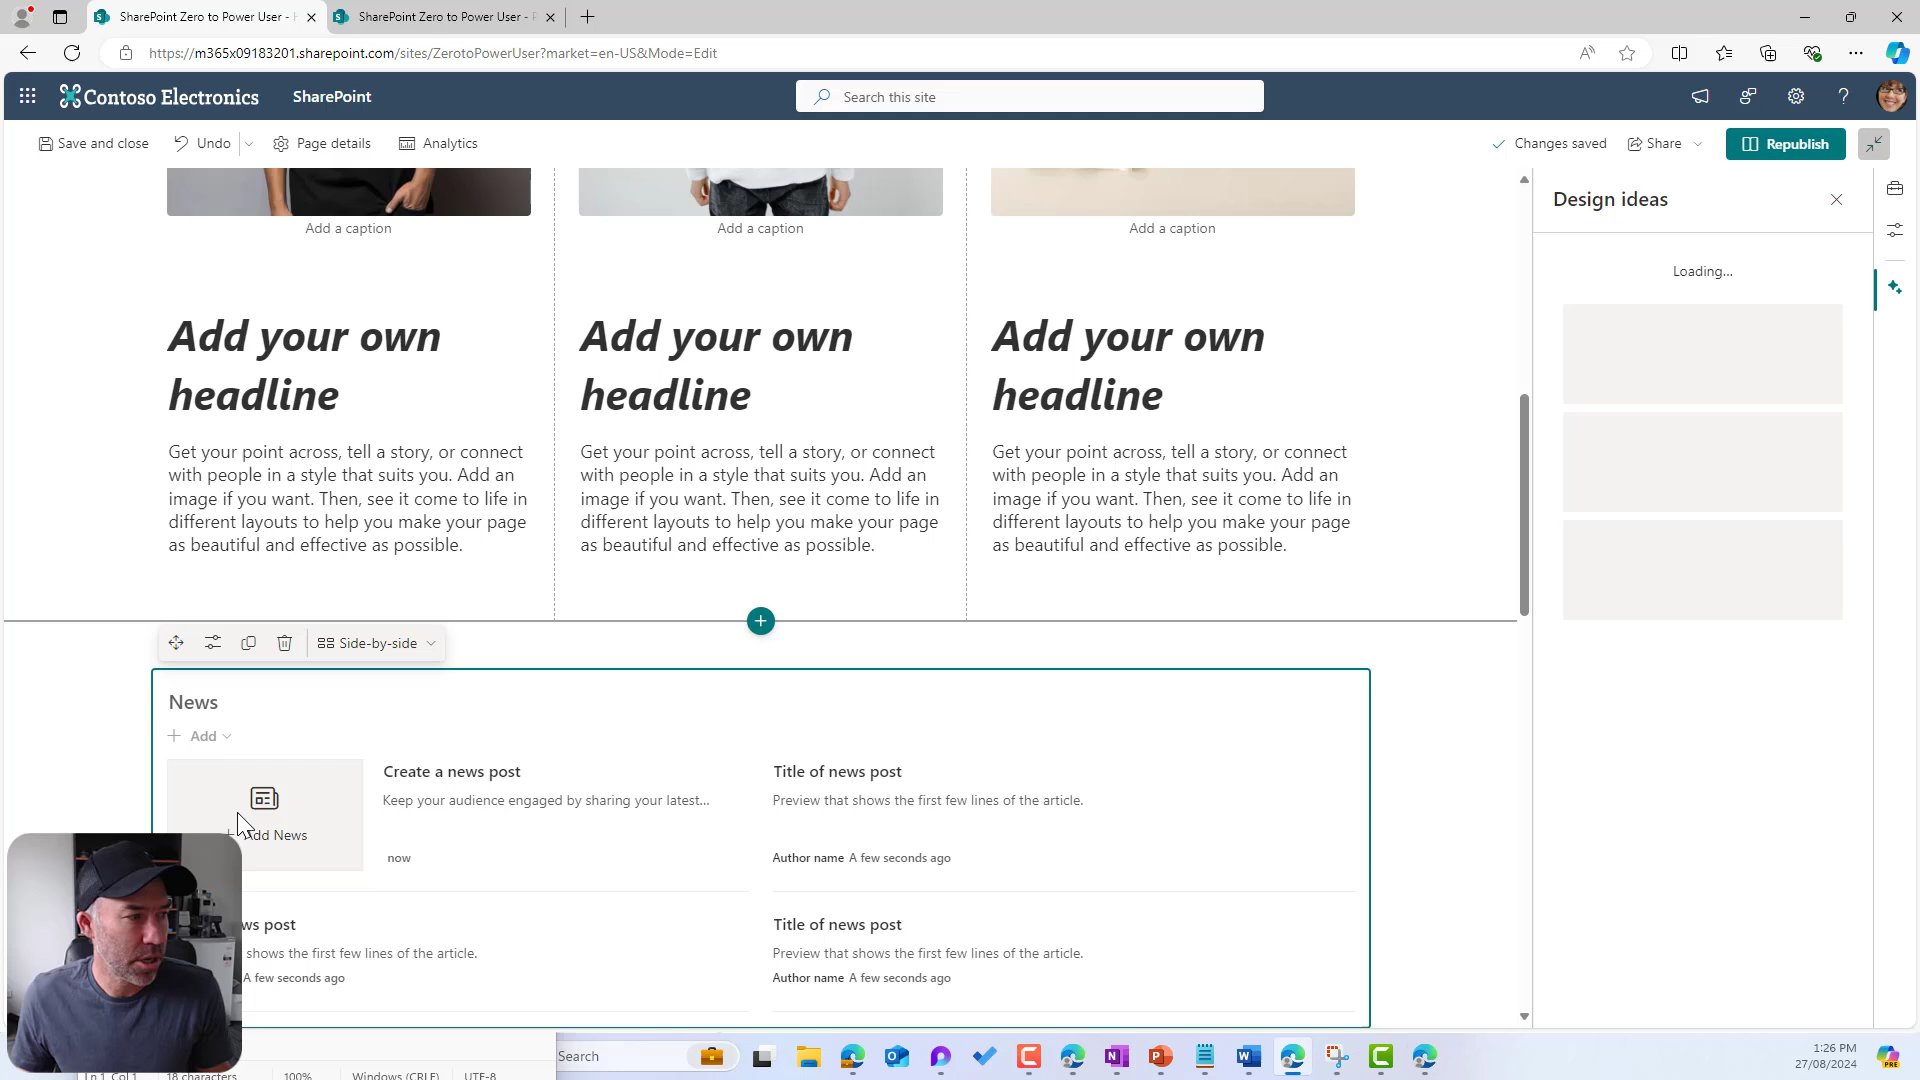 SharePoint Zero to Power User -
SharePoint Zero to Power User -
https://m365x09183201.sharepoint.com/sites/ZerotoPowerUser?market=en-US&Mode=Edit
Contoso Electronics
SharePoint
Search this site
Save and close
Undo
Page details
Analytics
Changes saved
Share
Republish
Add a caption
Add a caption
Add a caption
Design ideas
Loading...
Add your own
headline
Get your point across, tell a story, or connect
with people in a style that suits you. Add an
image if you want. Then, see it come to life in
different layouts to help you make your page
as beautiful and effective as possible.
Add your own
headline
Get your point across, tell a story, or connect
with people in a style that suits you. Add an
image if you want. Then, see it come to life in
different layouts to help you make your page
as beautiful and effective as possible.
Add your own
headline
Get your point across, tell a story, or connect
with people in a style that suits you. Add an
image if you want. Then, see it come to life in
different layouts to help you make your page
as beautiful and effective as possible.
Side-by-side
News
Add
Add News
Create a news post
Keep your audience engaged by sharing your latest...
now
Title of news post
Preview that shows the first few lines of the article.
Author name A few seconds ago
ws post
shows the first few lines of the article.
A few seconds ago
Title of news post
Preview that shows the first few lines of the article.
Author name A few seconds ago
Search
Ln 1, Col 1
18 characters
100%
Windows (CRLF)
UTF-8
1:26 PM
27/08/2024